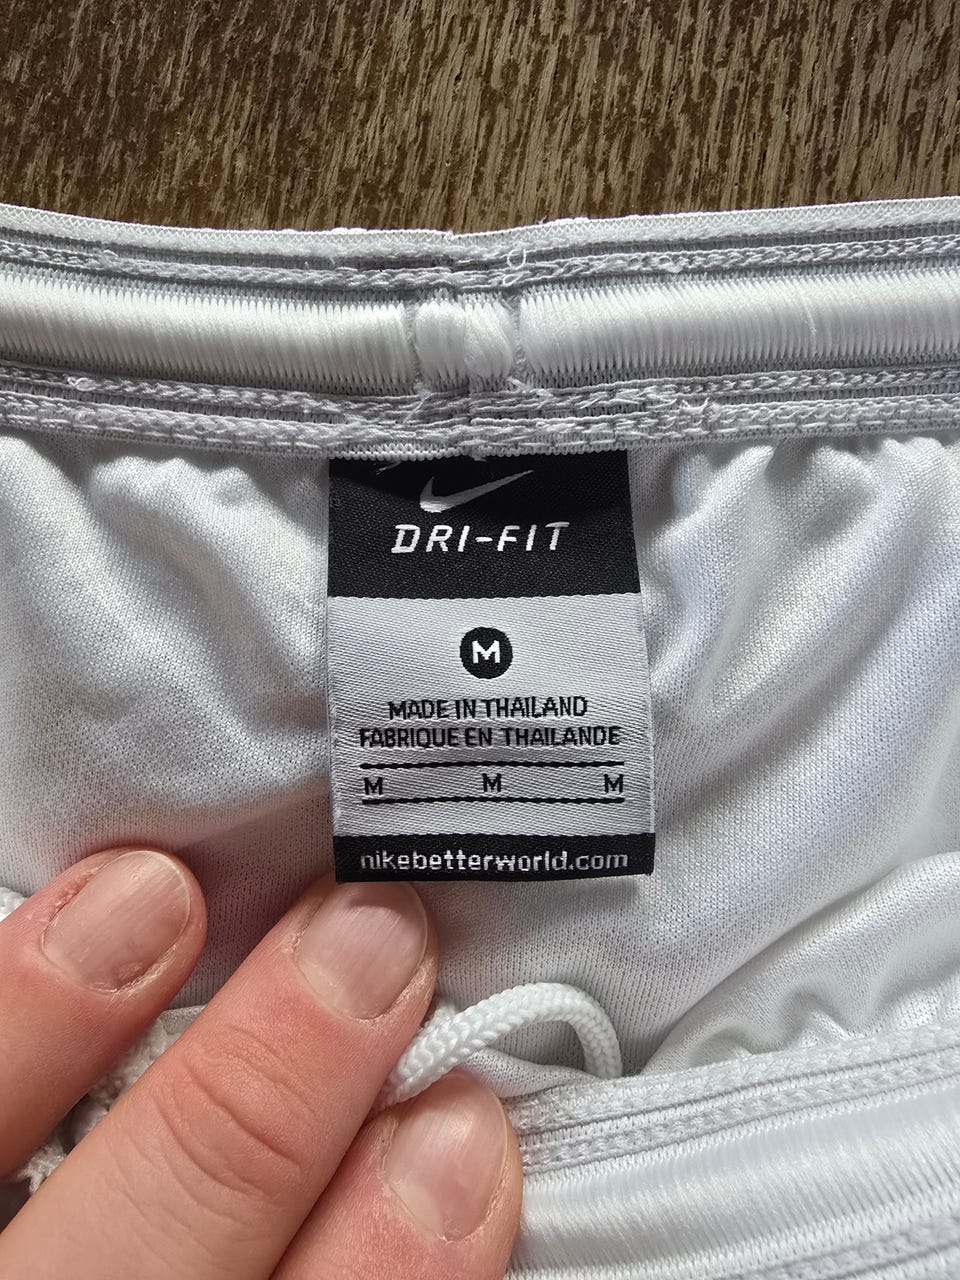 DRI-FIT
M
MADE IN THAILAND
FABRIQUE EN THAILANDE
M M M
nikebetterworld.com